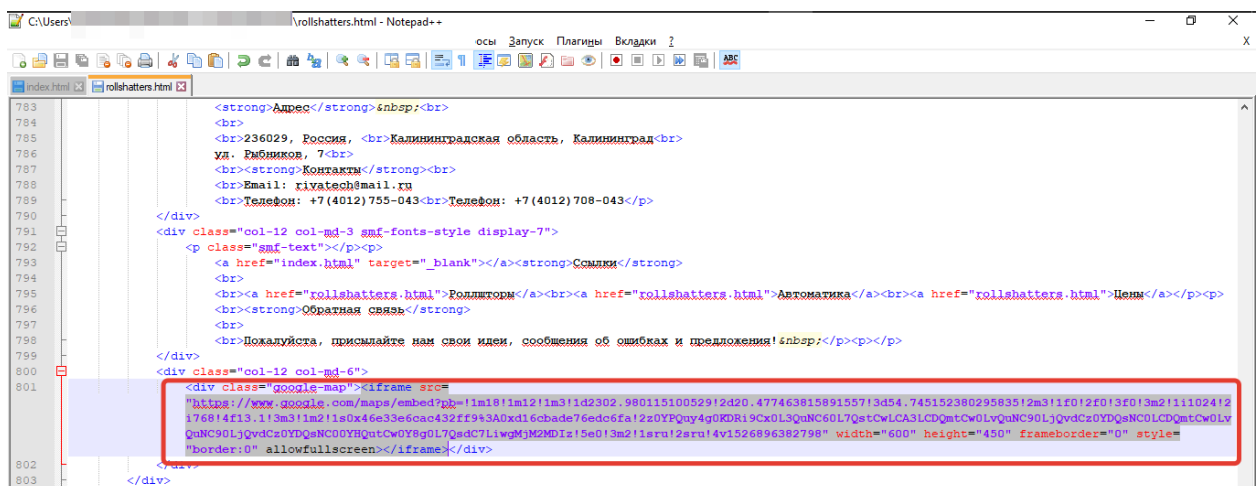 C:\Users\ \rollshatters.html - Notepad++
осы Запуск Плагины Вкладки ? X
index.html rollshatters.html
783 <strong>Адрес</strong>&nbsp;<br>
784 <br>
785 <br>236029, Россия, <br>Калининградская область, Калининград<br>
786 ул. Рыбников, 7<br>
787 <br><strong>Контакты</strong><br>
788 <br>Email: rivatech@mail.ru
789 <br>Телефон: +7(4012)755-043<br>Телефон: +7(4012)708-043</p>
790 </div>
791 <div class="col-12 col-md-3 smf-fonts-style display-7">
792 <p class="smf-text"></p><p>
793 <a href="index.html" target="_blank"></a><strong>Ссылки</strong>
794 <br>
795 <br><a href="rollshatters.html">Роллшторы</a><br><a href="rollshatters.html">Автоматика</a><br><a href="rollshatters.html">Цены</a></p><p>
796 <br><strong>Обратная связь</strong>
797 <br>
798 <br>Пожалуйста, присылайте нам свои идеи, сообщения об ошибках и предложения!&nbsp;</p><p></p>
799 </div>
800 <div class="col-12 col-md-6">
801 <div class="google-map"><iframe src=
"https://www.google.com/maps/embed?pb=!1m18!1m12!1m3!1d2302.980115100529!2d20.477463815891557!3d54.745152380295835!2m3!1f0!2f0!3f0!3m2!1i1024!2
i768!4f13.1!3m3!1m2!1s0x46e33e6cac432ff9%3A0xd16cbade76edc6fa!2z0YPQuy4g0KDRi9Cx0L3QuNC60L7QstCwLCA3LCDQmtCw0LvQuNC90LjQvdCz0YDQsNC0LCDQmtCw0Lv
QuNC90LjQvdCz0YDQsNC00YHQutCw0Y8g0L7QsdC7LiwgMjM2MDIz!5e0!3m2!1sru!2sru!4v1526896382798" width="600" height="450" frameborder="0" style=
"border:0" allowfullscreen></iframe></div>
802 </div>
803 </div>